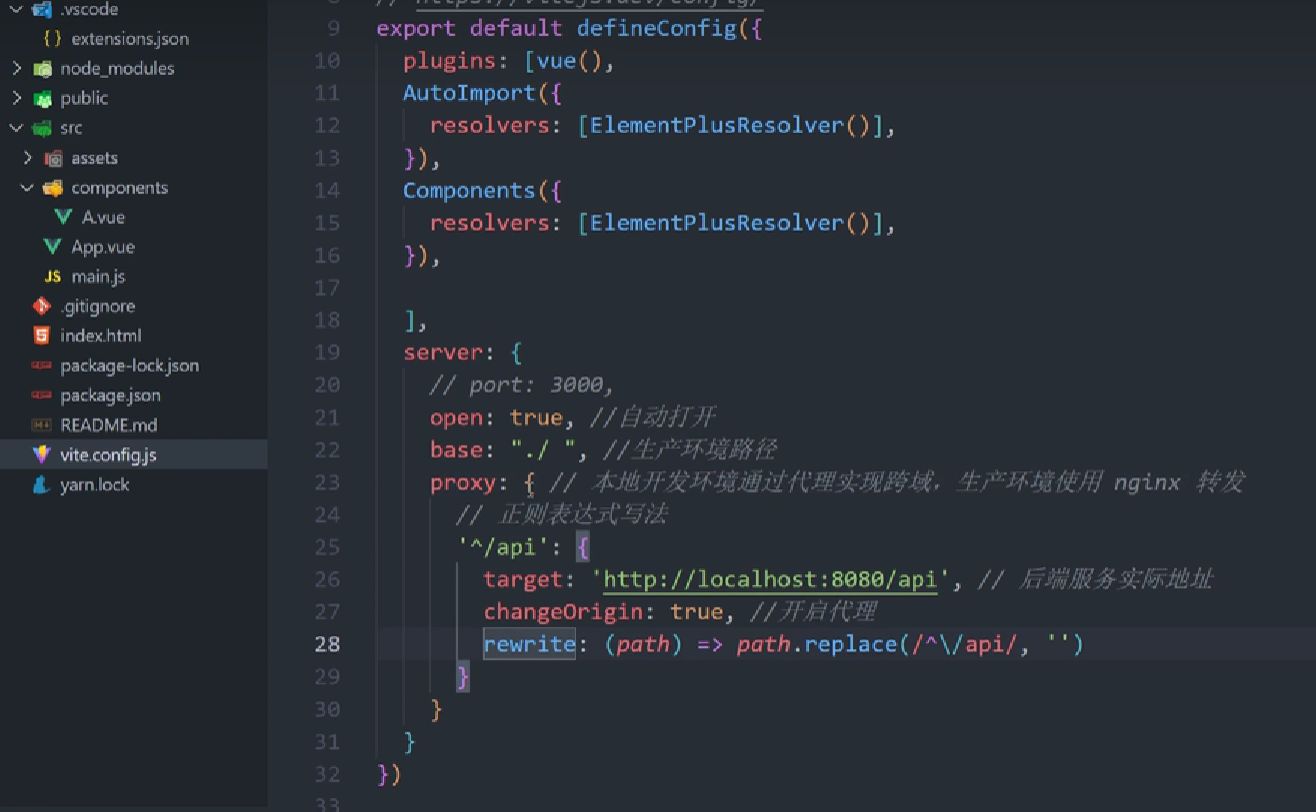 .vscode
extensions.json
node_modules
public
src
assets
components
A.vue
App.vue
main.js
.gitignore
index.html
package-lock.json
package.json
README.md
vite.config.js
yarn.lock
8 // https://vitejs.dev/config/
9 export default defineConfig({
10 plugins: [vue(),
11 AutoImport({
12 resolvers: [ElementPlusResolver()],
13 }),
14 Components({
15 resolvers: [ElementPlusResolver()],
16 }),
17
18 ],
19 server: {
20 // port: 3000,
21 open: true, //自动打开
22 base: "./ ", //生产环境路径
23 proxy: { // 本地开发环境通过代理实现跨域，生产环境使用 nginx 转发
24 // 正则表达式写法
25 '^/api': {
26 target: 'http://localhost:8080/api', // 后端服务实际地址
27 changeOrigin: true, //开启代理
28 rewrite: (path) => path.replace(/^\/api/, '')
29 }
30 }
31 }
32 })
33